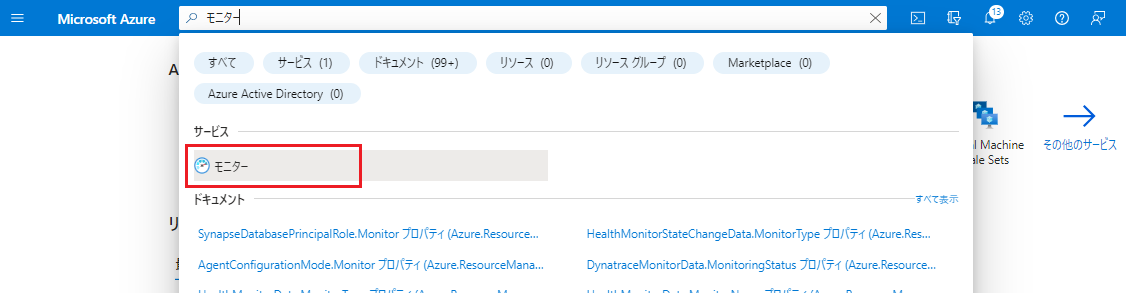 Microsoft Azure
モニター
13
すべて
サービス (1)
ドキュメント (99+)
リソース (0)
リソース グループ (0)
Marketplace (0)
Azure Active Directory (0)
サービス
モニター
ドキュメント
すべて表示
SynapseDatabasePrincipalRole.Monitor プロパティ (Azure.Resource...
HealthMonitorStateChangeData.MonitorType プロパティ (Azure.Res...
AgentConfigurationMode.Monitor プロパティ (Azure.ResourceMana...
DynatraceMonitorData.MonitoringStatus プロパティ (Azure.Resource...
A
Machine
Sets
その他のサービス
リ